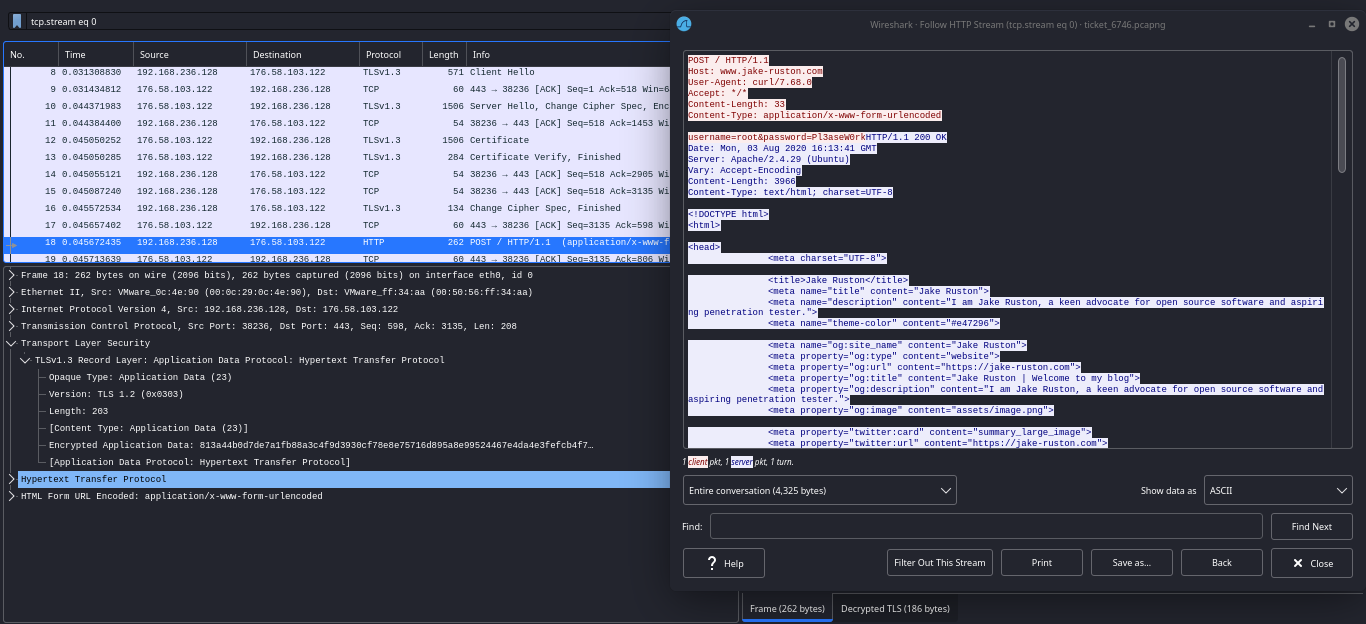 tcp.stream eq 0
No. Time Source Destination Protocol Length Info
8 0.031308830 192.168.236.128 176.58.103.122 TLSv1.3 571 Client Hello
9 0.031434812 176.58.103.122 192.168.236.128 TCP 60 443 → 38236 [ACK] Seq=1 Ack=518 Win=6
10 0.044371983 176.58.103.122 192.168.236.128 TLSv1.3 1506 Server Hello, Change Cipher Spec, Enc
11 0.044384400 192.168.236.128 176.58.103.122 TCP 54 38236 → 443 [ACK] Seq=518 Ack=1453 Wi
12 0.045050252 176.58.103.122 192.168.236.128 TLSv1.3 1506 Certificate
13 0.045050285 176.58.103.122 192.168.236.128 TLSv1.3 284 Certificate Verify, Finished
14 0.045055121 192.168.236.128 176.58.103.122 TCP 54 38236 → 443 [ACK] Seq=518 Ack=2905 Wi
15 0.045087240 192.168.236.128 176.58.103.122 TCP 54 38236 → 443 [ACK] Seq=518 Ack=3135 Wi
16 0.045572534 192.168.236.128 176.58.103.122 TLSv1.3 134 Change Cipher Spec, Finished
17 0.045657402 176.58.103.122 192.168.236.128 TCP 60 443 → 38236 [ACK] Seq=3135 Ack=598 Wi
18 0.045672435 192.168.236.128 176.58.103.122 HTTP 262 POST / HTTP/1.1 (application/x-www-f
19 0.045713639 176.58.103.122 192.168.236.128 TCP 60 443 → 38236 [ACK] Seq=3135 Ack=806 Wi
Frame 18: 262 bytes on wire (2096 bits), 262 bytes captured (2096 bits) on interface eth0, id 0
Ethernet II, Src: VMware_0c:4e:90 (00:0c:29:0c:4e:90), Dst: VMware_ff:34:aa (00:50:56:ff:34:aa)
Internet Protocol Version 4, Src: 192.168.236.128, Dst: 176.58.103.122
Transmission Control Protocol, Src Port: 38236, Dst Port: 443, Seq: 598, Ack: 3135, Len: 208
Transport Layer Security
TLSv1.3 Record Layer: Application Data Protocol: Hypertext Transfer Protocol
Opaque Type: Application Data (23)
Version: TLS 1.2 (0x0303)
Length: 203
[Content Type: Application Data (23)]
Encrypted Application Data: 813a44b0d7de7a1fb88a3c4f9d3930cf78e8e75716d895a8e99524467e4da4e3fefcb4f7…
[Application Data Protocol: Hypertext Transfer Protocol]
Hypertext Transfer Protocol
HTML Form URL Encoded: application/x-www-form-urlencoded
Wireshark · Follow HTTP Stream (tcp.stream eq 0) · ticket_6746.pcapng
POST / HTTP/1.1
Host: www.jake-ruston.com
User-Agent: curl/7.68.0
Accept: */*
Content-Length: 33
Content-Type: application/x-www-form-urlencoded
username=root&password=Pl3aseW0rkHTTP/1.1 200 OK
Date: Mon, 03 Aug 2020 16:13:41 GMT
Server: Apache/2.4.29 (Ubuntu)
Vary: Accept-Encoding
Content-Length: 3966
Content-Type: text/html; charset=UTF-8
<!DOCTYPE html>
<html>
<head>
<meta charset="UTF-8">
<title>Jake Ruston</title>
<meta name="title" content="Jake Ruston">
<meta name="description" content="I am Jake Ruston, a keen advocate for open source software and aspiri
ng penetration tester.">
<meta name="theme-color" content="#e47296">
<meta name="og:site_name" content="Jake Ruston">
<meta property="og:type" content="website">
<meta property="og:url" content="https://jake-ruston.com">
<meta property="og:title" content="Jake Ruston | Welcome to my blog">
<meta property="og:description" content="I am Jake Ruston, a keen advocate for open source software and
aspiring penetration tester.">
<meta property="og:image" content="assets/image.png">
<meta property="twitter:card" content="summary_large_image">
<meta property="twitter:url" content="https://jake-ruston.com">
1 client pkt, 1 server pkt, 1 turn.
Entire conversation (4,325 bytes) Show data as ASCII
Find: Find Next
? Help Filter Out This Stream Print Save as… Back Close
Frame (262 bytes) Decrypted TLS (186 bytes)